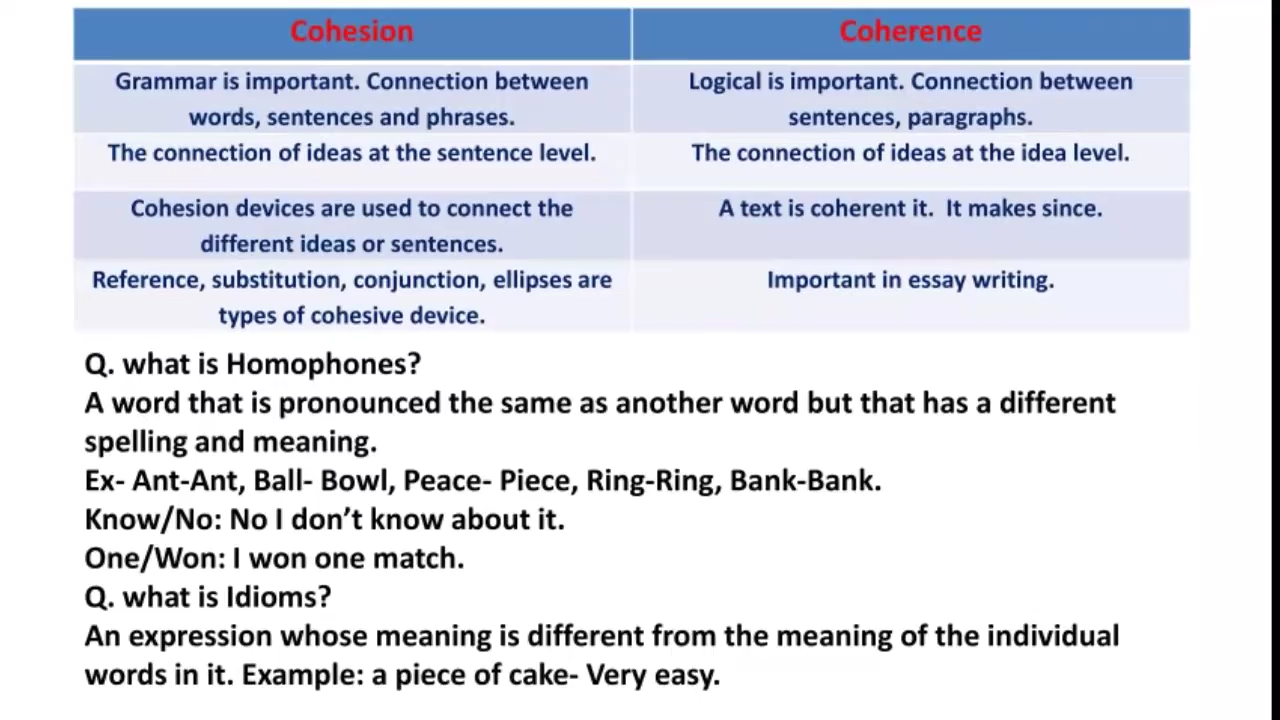 Cohesion
Coherence
Grammar is important. Connection between
words, sentences and phrases.
Logical is important. Connection between
sentences, paragraphs.
The connection of ideas at the sentence level.
The connection of ideas at the idea level.
Cohesion devices are used to connect the
different ideas or sentences.
A text is coherent it.  It makes since.
Reference, substitution, conjunction, ellipses are
types of cohesive device.
Important in essay writing.
Q. what is Homophones?
A word that is pronounced the same as another word but that has a different
spelling and meaning.
Ex- Ant-Ant, Ball- Bowl, Peace- Piece, Ring-Ring, Bank-Bank.
Know/No: No I don’t know about it.
One/Won: I won one match.
Q. what is Idioms?
An expression whose meaning is different from the meaning of the individual
words in it. Example: a piece of cake- Very easy.